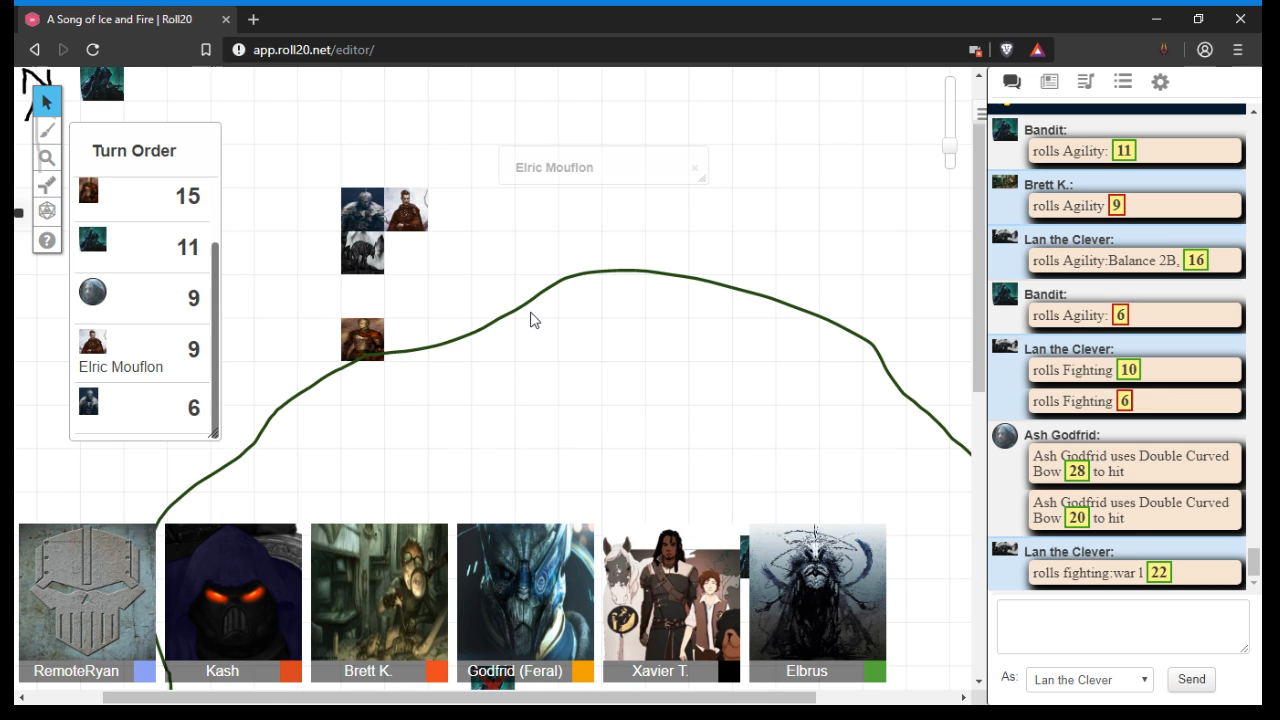 A Song of Ice and Fire | Roll20
app.roll20.net/editor/
N
Turn Order
15
11
9
9
Elric Mouflon
6
Elric Mouflon
Bandit:
rolls Agility: 11
Brett K.:
rolls Agility 9
Lan the Clever:
rolls Agility:Balance 2B, 16
Bandit:
rolls Agility: 6
Lan the Clever:
rolls Fighting 10
rolls Fighting 6
Ash Godfrid:
Ash Godfrid uses Double Curved
Bow 28 to hit
Ash Godfrid uses Double Curved
Bow 20 to hit
Lan the Clever:
rolls fighting:war1 22
As: Lan the Clever
Send
RemoteRyan
Kash
Brett K.
Godfrid (Feral)
Xavier T.
Elbrus